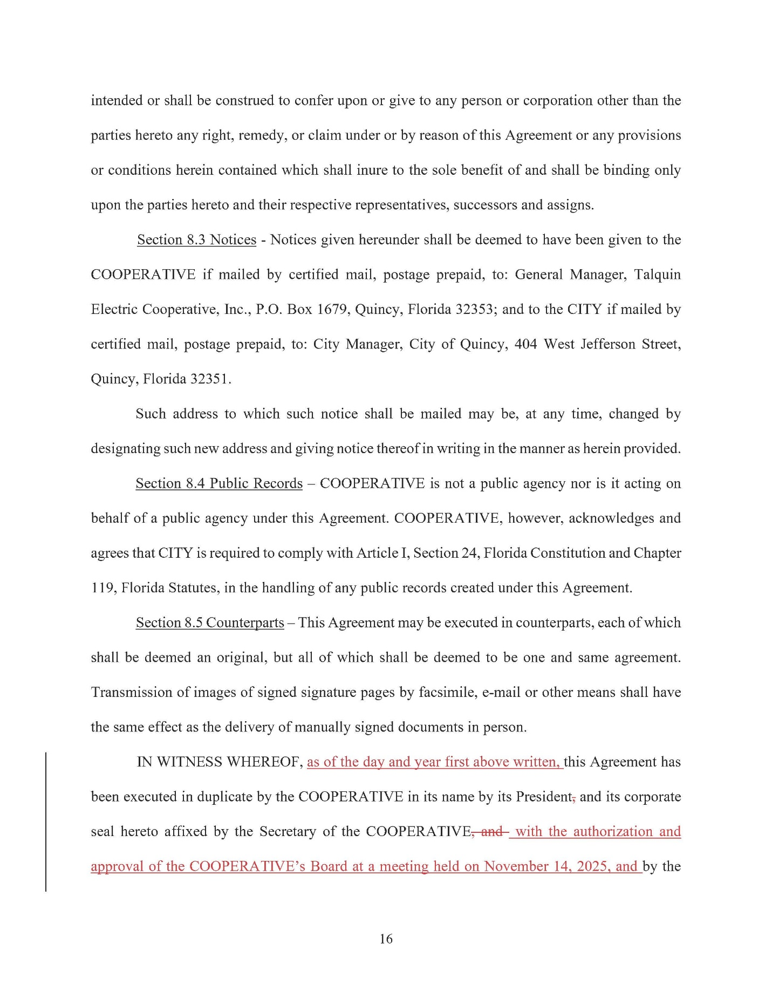 intended or shall be construed to confer upon or give to any person or corporation other than the
parties hereto any right, remedy, or claim under or by reason of this Agreement or any provisions
or conditions herein contained which shall inure to the sole benefit of and shall be binding only
upon the parties hereto and their respective representatives, successors and assigns.
Section 8.3 Notices - Notices given hereunder shall be deemed to have been given to the
COOPERATIVE if mailed by certified mail, postage prepaid, to: General Manager, Talquin
Electric Cooperative, Inc., P.O. Box 1679, Quincy, Florida 32353; and to the CITY if mailed by
certified mail, postage prepaid, to: City Manager, City of Quincy, 404 West Jefferson Street,
Quincy, Florida 32351.
Such address to which such notice shall be mailed may be, at any time, changed by
designating such new address and giving notice thereof in writing in the manner as herein provided.
Section 8.4 Public Records – COOPERATIVE is not a public agency nor is it acting on
behalf of a public agency under this Agreement. COOPERATIVE, however, acknowledges and
agrees that CITY is required to comply with Article I, Section 24, Florida Constitution and Chapter
119, Florida Statutes, in the handling of any public records created under this Agreement.
Section 8.5 Counterparts – This Agreement may be executed in counterparts, each of which
shall be deemed an original, but all of which shall be deemed to be one and same agreement.
Transmission of images of signed signature pages by facsimile, e-mail or other means shall have
the same effect as the delivery of manually signed documents in person.
IN WITNESS WHEREOF, as of the day and year first above written, this Agreement has
been executed in duplicate by the COOPERATIVE in its name by its President, and its corporate
seal hereto affixed by the Secretary of the COOPERATIVE, and with the authorization and
approval of the COOPERATIVE’s Board at a meeting held on November 14, 2025, and by the
16